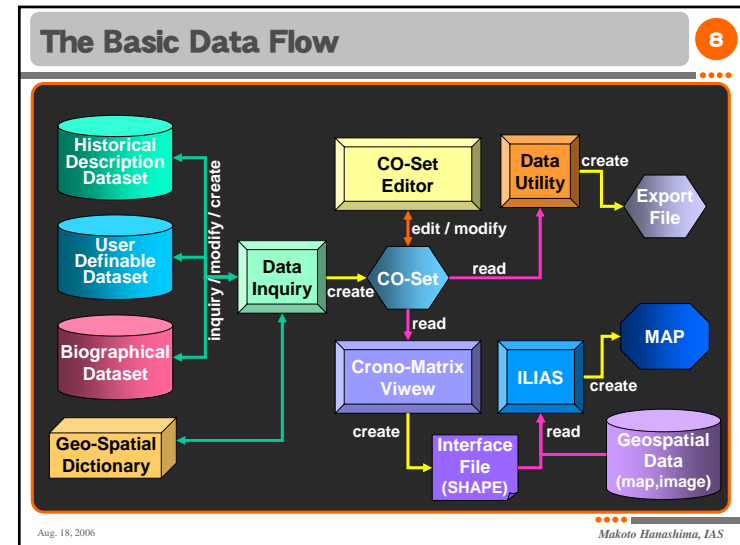 The Basic Data Flow
8
Historical
Description
Dataset
User
Definable
Dataset
Biographical
Dataset
Geo-Spatial
Dictionary
inquiry / modify / create
Data
Inquiry
create
CO-Set
Editor
edit / modify
CO-Set
read
read
Data
Utility
create
Export
File
Crono-Matrix
Viwew
create
Interface
File
(SHAPE)
ILIAS
create
read
MAP
Geospatial
Data
(map,image)
Aug. 18, 2006
Makoto Hanashima, IAS